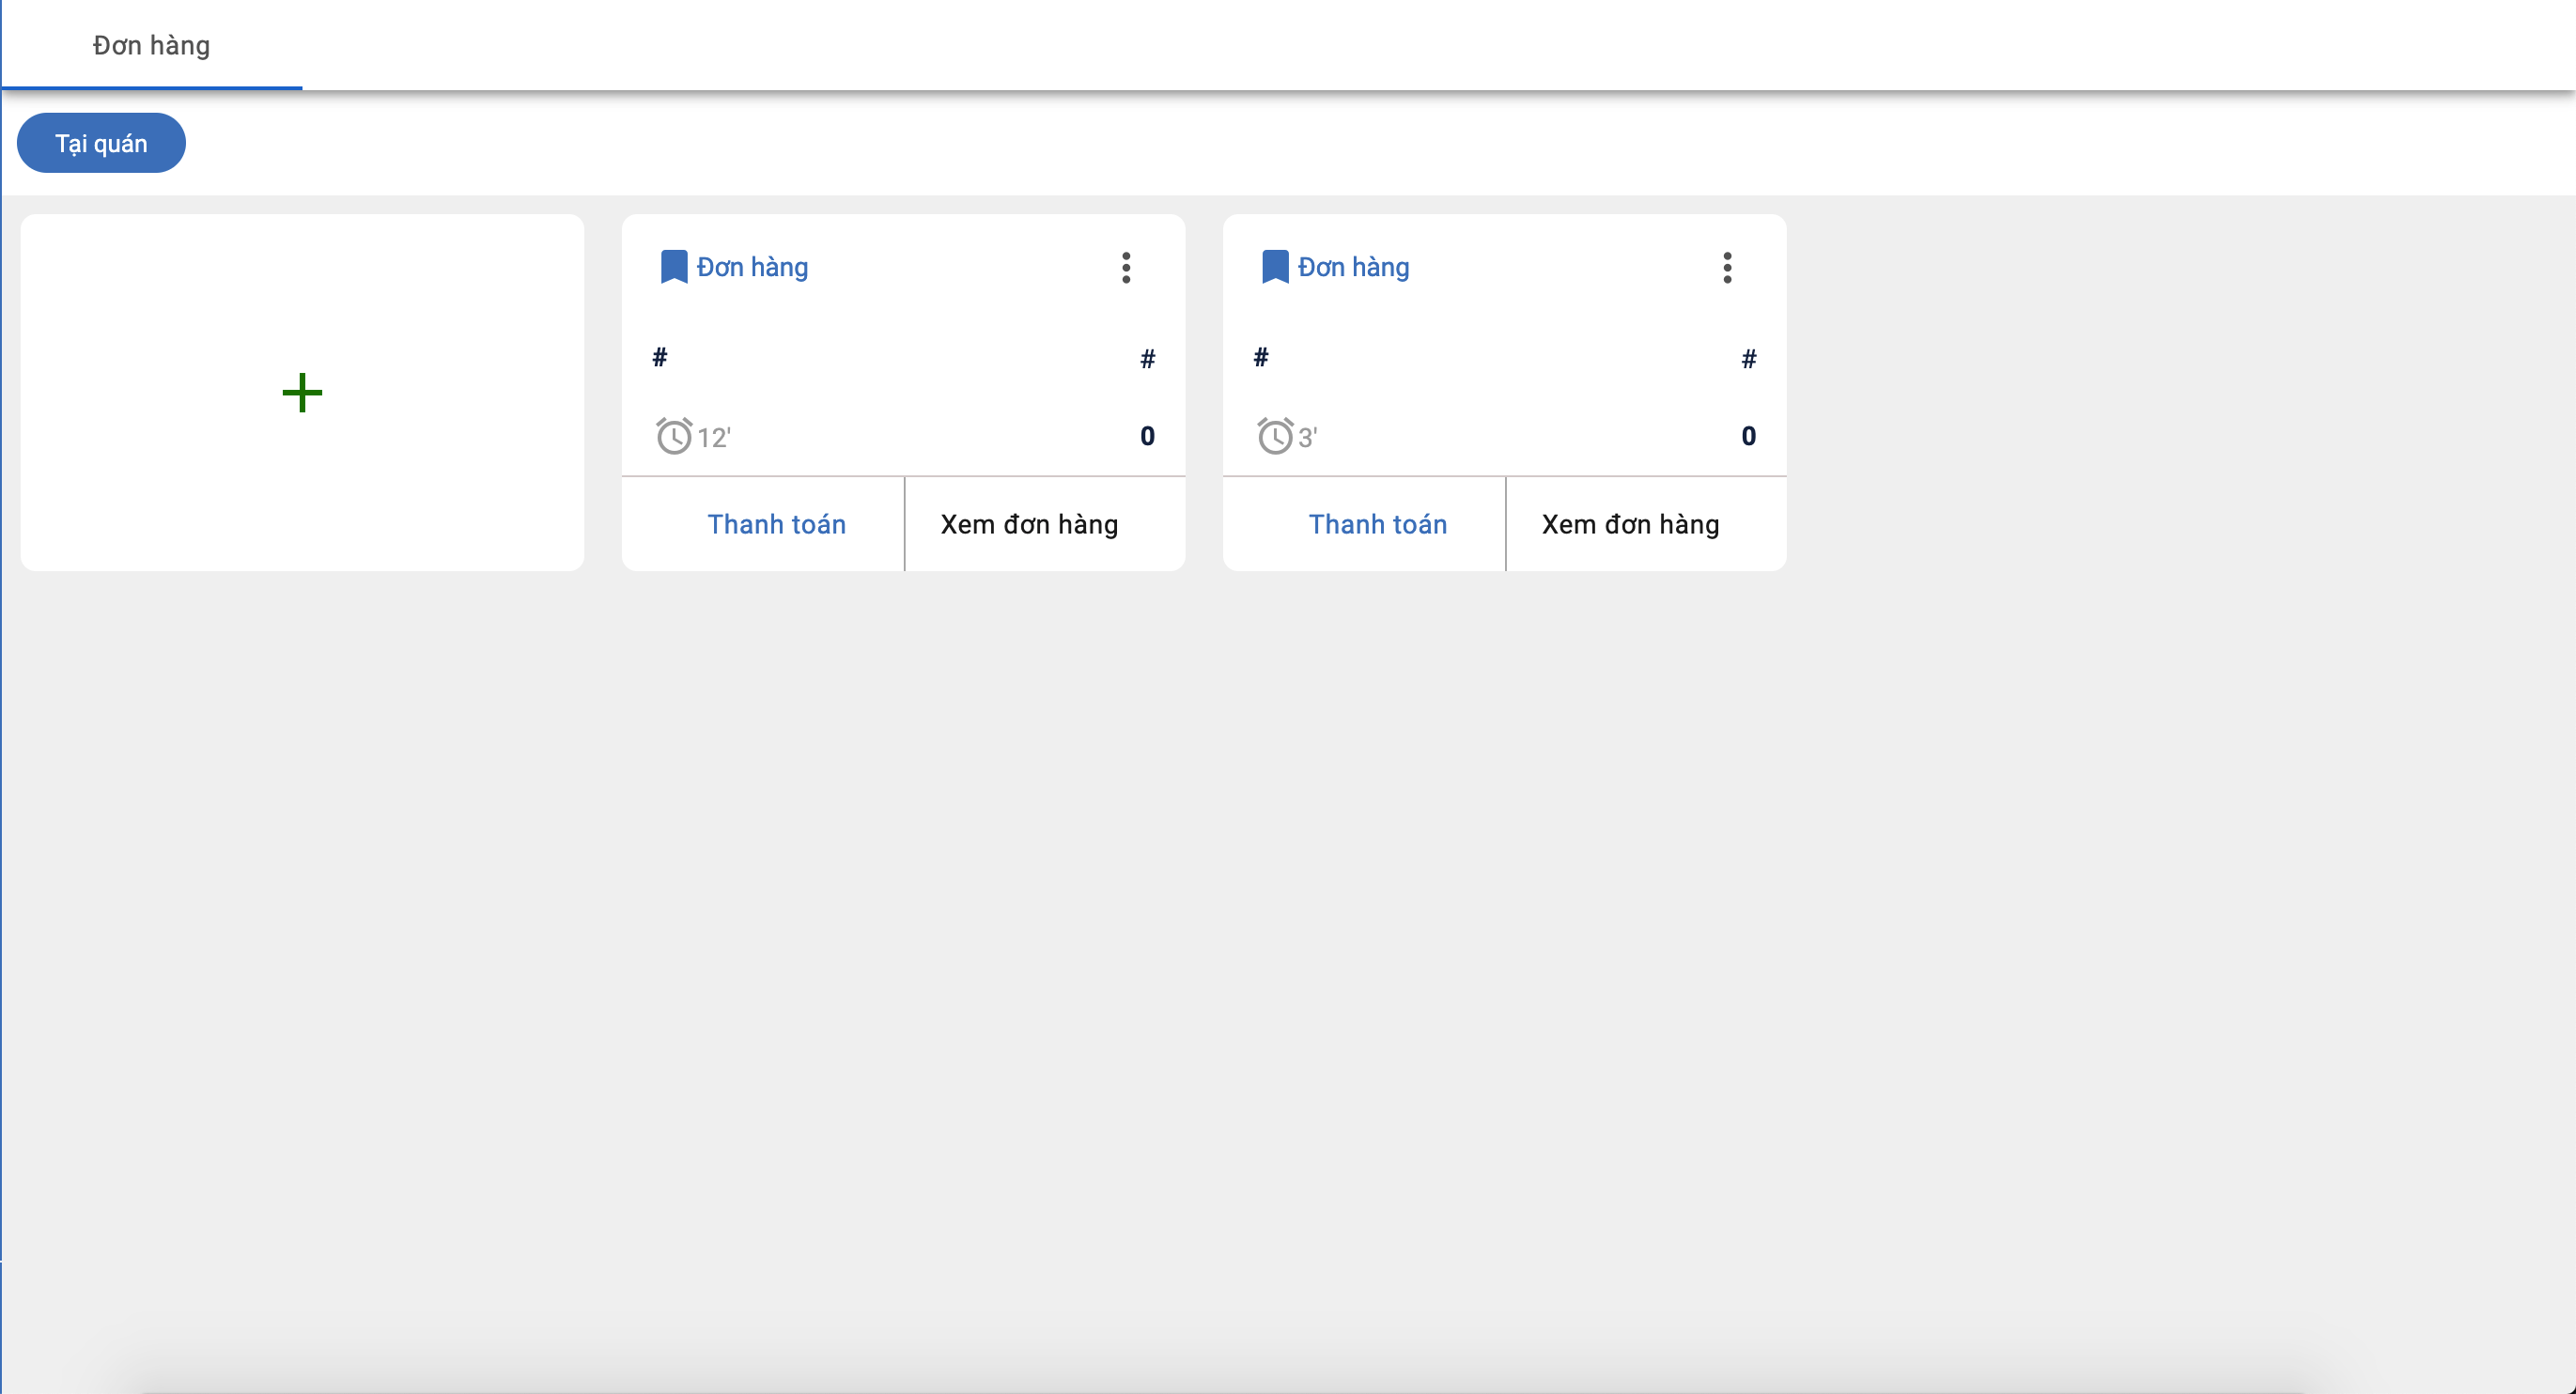 Đơn hàng
Tại quán
Đơn hàng
# #
12' 0
Thanh toán Xem đơn hàng
Đơn hàng
# #
3' 0
Thanh toán Xem đơn hàng